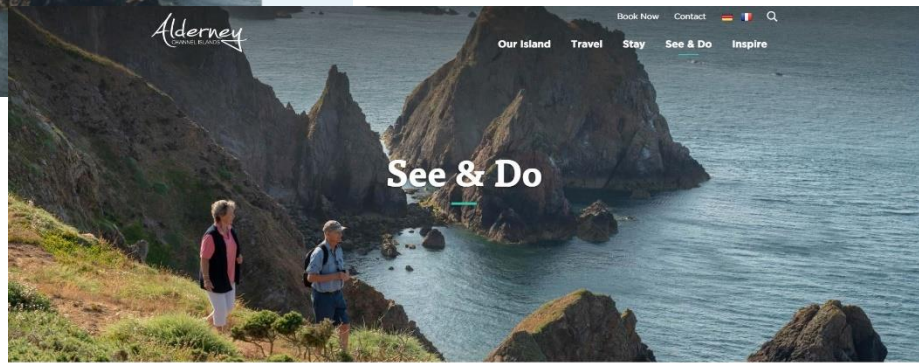 Book Now Contact
Alderney
CHANNEL ISLANDS
Our Island Travel Stay See & Do Inspire
See & Do